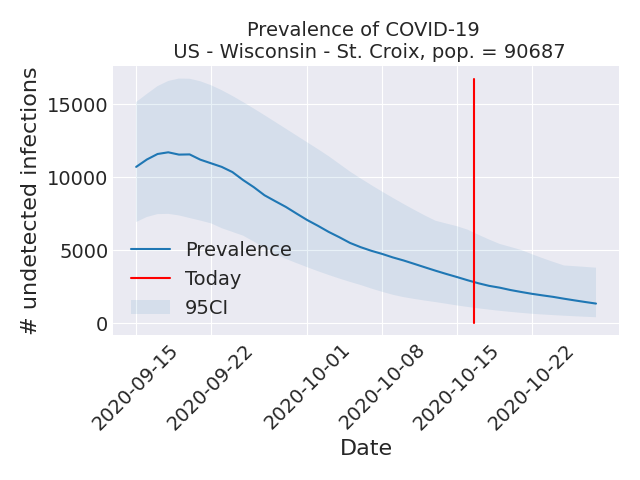 Prevalence of COVID-19
US - Wisconsin - St. Croix, pop. = 90687
# undetected infections
15000
10000
5000
0
Prevalence
Today
95CI
2020-09-15
2020-09-22
2020-10-01
2020-10-08
2020-10-15
2020-10-22
Date